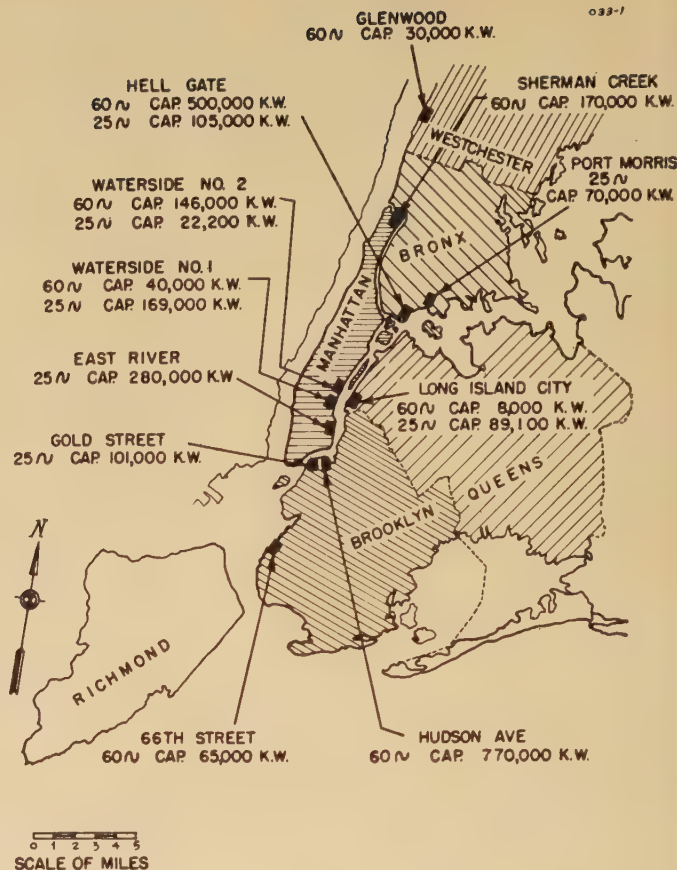 033-1
GLENWOOD
60~ CAP. 30,000 K.W.
HELL GATE
60~ CAP. 500,000 K.W.
25~ CAP. 105,000 K.W.
SHERMAN CREEK
60~ CAP. 170,000 K.W.
WESTCHESTER
PORT MORRIS
25~
CAP. 70,000 K.W.
WATERSIDE NO. 2
60~ CAP. 146,000 K.W.
25~ CAP. 22,200 K.W.
BRONX
WATERSIDE NO. 1
60~ CAP. 40,000 K.W.
25~ CAP. 169,000 K.W.
MANHATTAN
EAST RIVER
25~ CAP. 280,000 K.W.
LONG ISLAND CITY
60~ CAP. 8,000 K.W.
25~ CAP. 89,100 K.W.
GOLD STREET
25~ CAP. 101,000 K.W.
QUEENS
BROOKLYN
N
RICHMOND
66TH STREET
60~ CAP. 65,000 K.W.
HUDSON AVE
60~ CAP. 770,000 K.W.
0 1 2 3 4 5
SCALE OF MILES